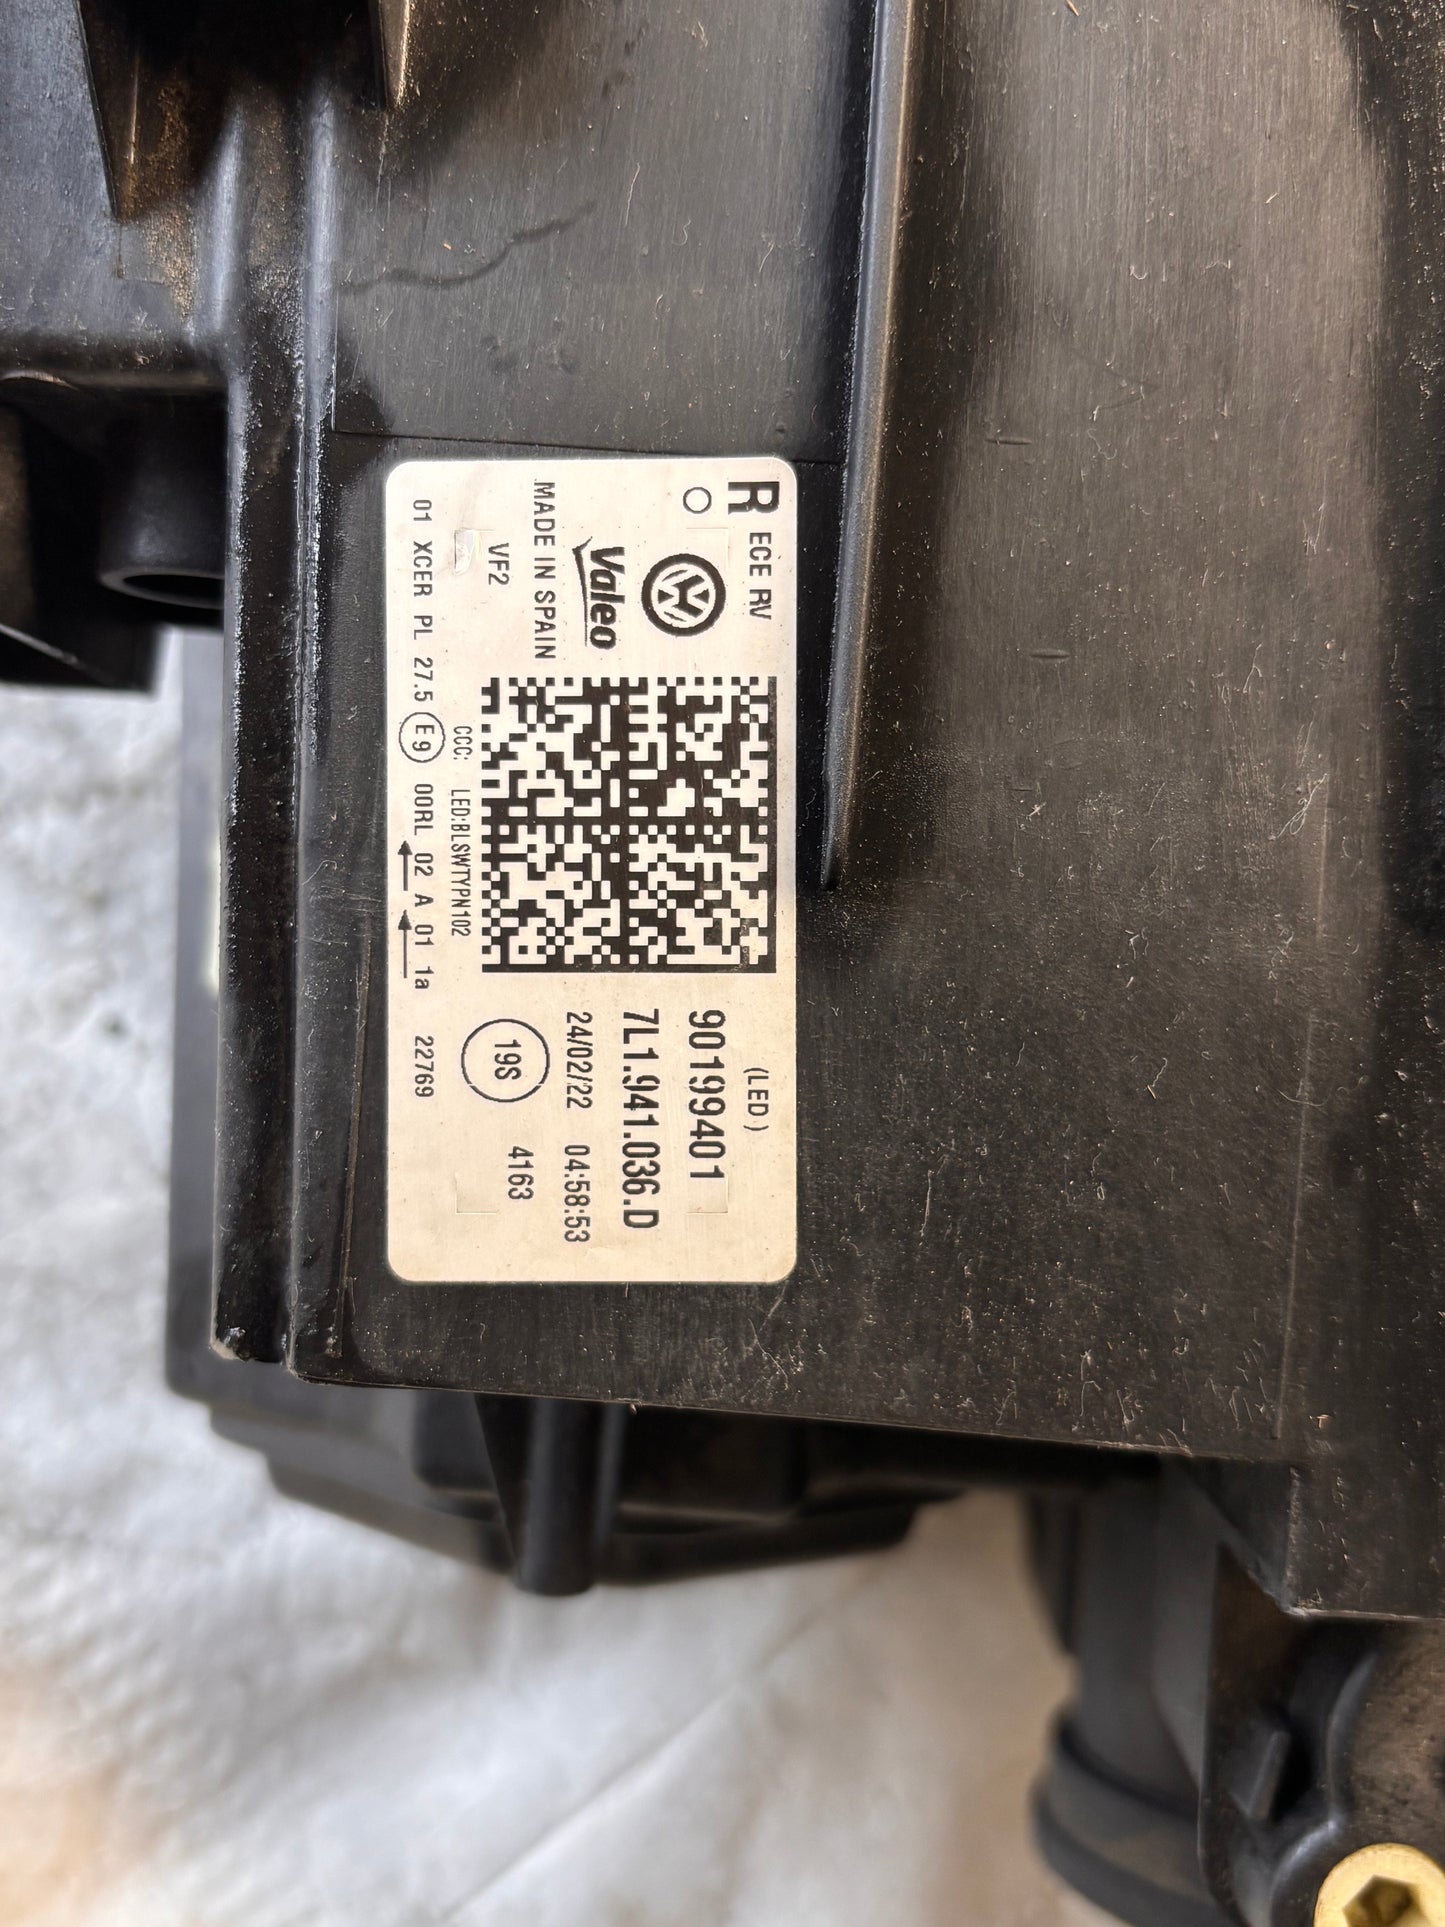 R ECE RV
Valeo
MADE IN SPAIN
VF2
(LED)
90199401
7L1.941.036.D
24/02/22 04:58:53
19S 4163
CCC: LED:BLSWTYPN102
01 XCER PL 27.5 E9 00RL 02 A 01 1a 22769